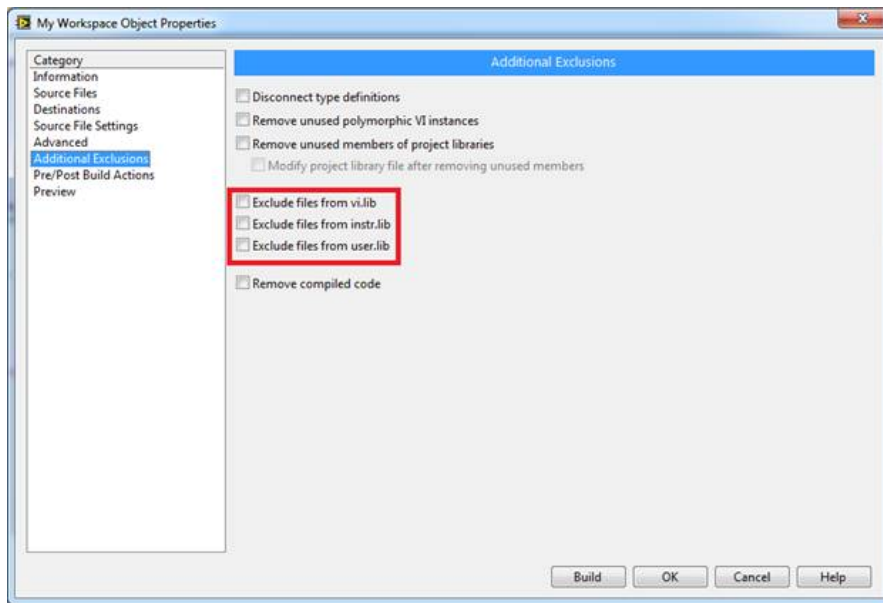 My Workspace Object Properties
Category
Information
Source Files
Destinations
Source File Settings
Advanced
Additional Exclusions
Pre/Post Build Actions
Preview
Additional Exclusions
Disconnect type definitions
Remove unused polymorphic VI instances
Remove unused members of project libraries
Modify project library file after removing unused members
Exclude files from vi.lib
Exclude files from instr.lib
Exclude files from user.lib
Remove compiled code
Build OK Cancel Help